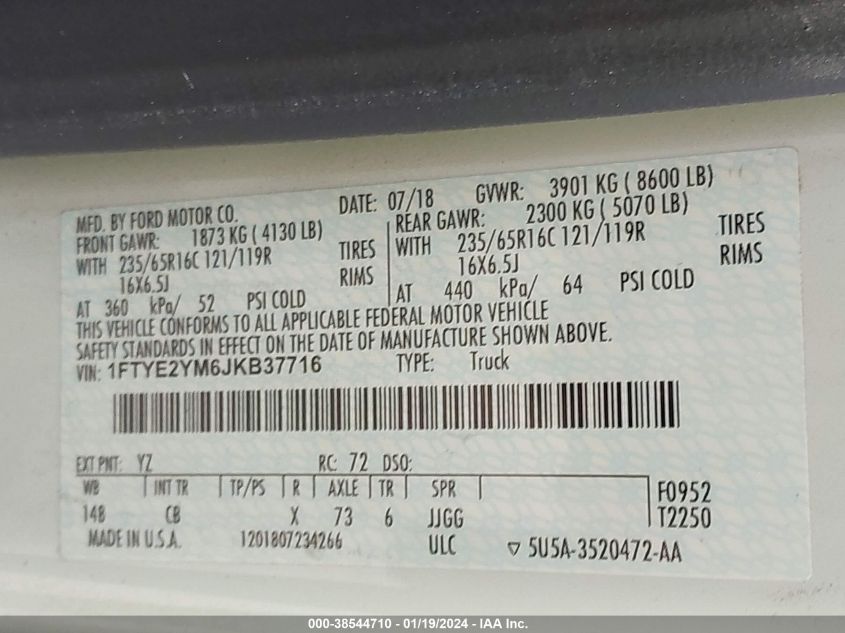 MFD. BY FORD MOTOR CO. DATE: 07/18 GVWR: 3901 KG ( 8600 LB)
FRONT GAWR: 1873 KG ( 4130 LB) REAR GAWR: 2300 KG ( 5070 LB)
WITH 235/65R16C 121/119R TIRES WITH 235/65R16C 121/119R TIRES
16X6.5J RIMS 16X6.5J RIMS
AT 360 kPa/ 52 PSI COLD AT 440 kPa/ 64 PSI COLD
THIS VEHICLE CONFORMS TO ALL APPLICABLE FEDERAL MOTOR VEHICLE
SAFETY STANDARDS IN EFFECT ON THE DATE OF MANUFACTURE SHOWN ABOVE.
VIN: 1FTYE2YM6JKB37716 TYPE: Truck
EXT PNT: YZ RC: 72 DSO:
WB INT TR TP/PS R AXLE TR SPR F0952
148 CB X 73 6 JJGG T2250
MADE IN U.S.A. 1201807234266 ULC ▽ 5U5A-3520472-AA
000-38544710 - 01/19/2024 - IAA Inc.